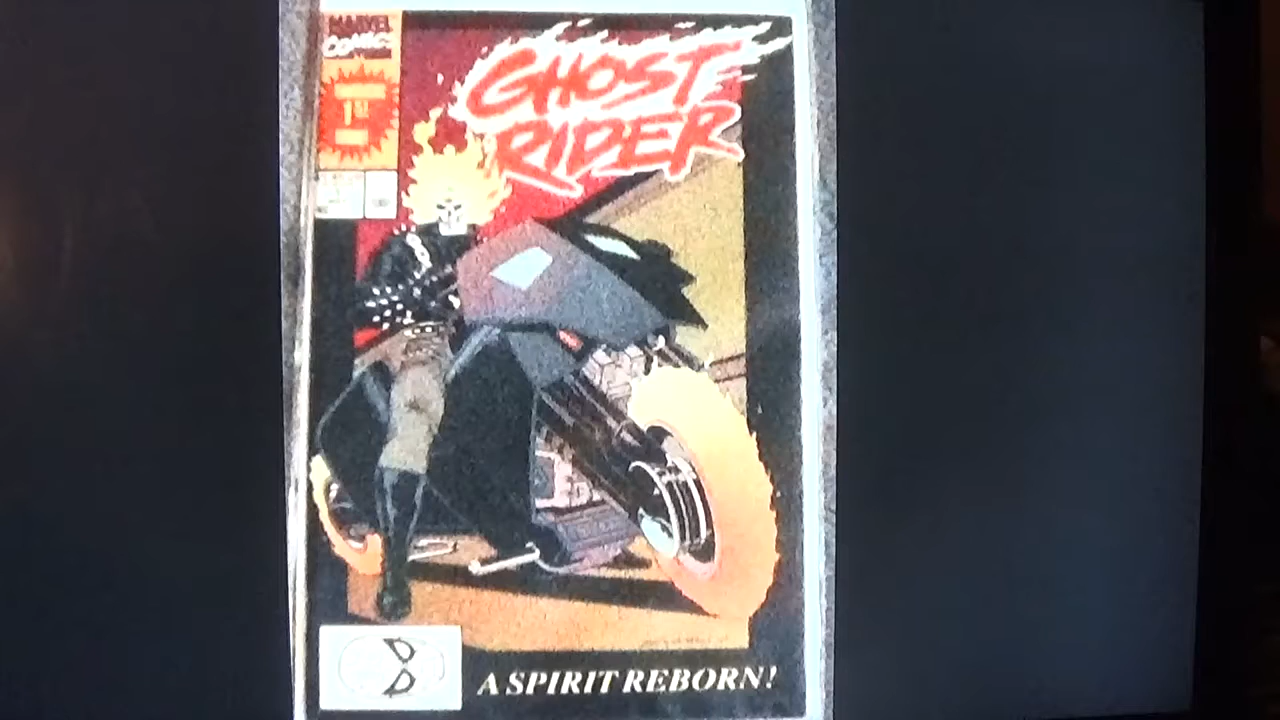 MARVEL
COMICS
1st
GHOST
RIDER
A SPIRIT REBORN!